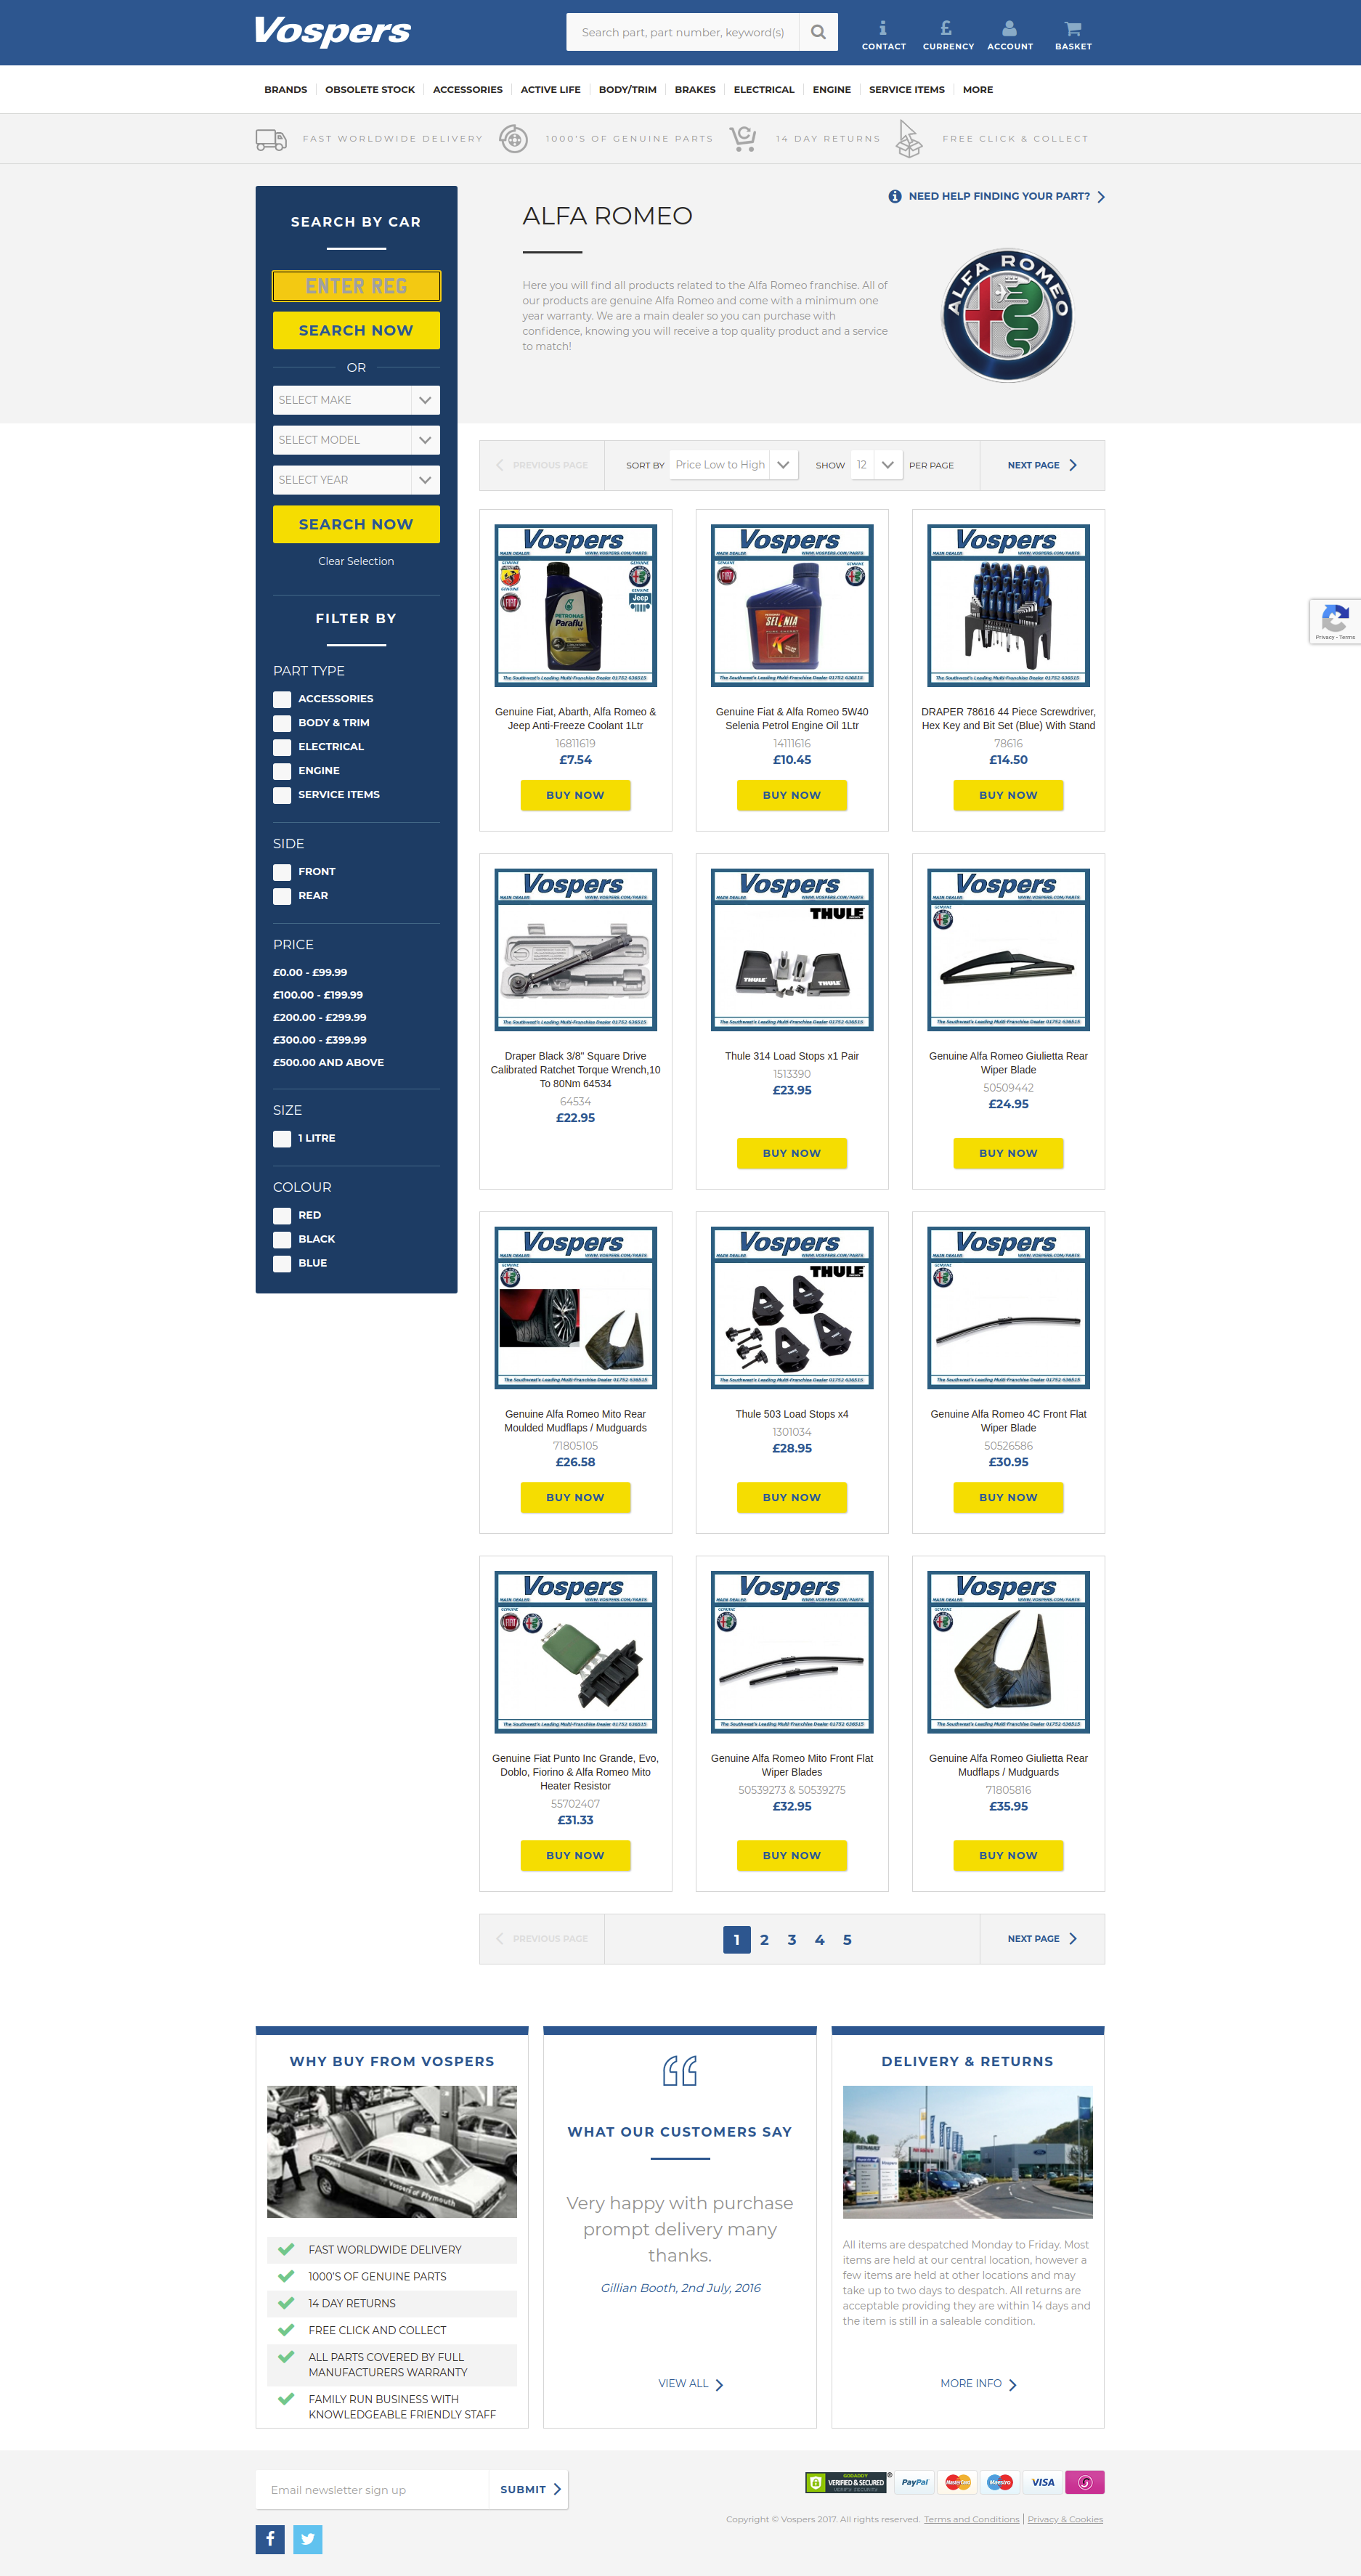 Vospers
Search part, part number, keyword(s)
CONTACT
CURRENCY
ACCOUNT
BASKET
BRANDS
OBSOLETE STOCK
ACCESSORIES
ACTIVE LIFE
BODY/TRIM
BRAKES
ELECTRICAL
ENGINE
SERVICE ITEMS
MORE
FAST WORLDWIDE DELIVERY
1000'S OF GENUINE PARTS
14 DAY RETURNS
FREE CLICK & COLLECT
SEARCH BY CAR
ENTER REG
SEARCH NOW
OR
SELECT MAKE
SELECT MODEL
SELECT YEAR
SEARCH NOW
Clear Selection
FILTER BY
PART TYPE
ACCESSORIES
BODY & TRIM
ELECTRICAL
ENGINE
SERVICE ITEMS
SIDE
FRONT
REAR
PRICE
£0.00 - £99.99
£100.00 - £199.99
£200.00 - £299.99
£300.00 - £399.99
£500.00 AND ABOVE
SIZE
1 LITRE
COLOUR
RED
BLACK
BLUE
NEED HELP FINDING YOUR PART?
ALFA ROMEO
Here you will find all products related to the Alfa Romeo franchise. All of
our products are genuine Alfa Romeo and come with a minimum one
year warranty. We are a main dealer so you can purchase with
confidence, knowing you will receive a top quality product and a service
to match!
ALFA ROMEO
PREVIOUS PAGE
SORT BY
Price Low to High
SHOW
12
PER PAGE
NEXT PAGE
Privacy - Terms
Genuine Fiat, Abarth, Alfa Romeo &
Jeep Anti-Freeze Coolant 1Ltr
16811619
£7.54
BUY NOW
Genuine Fiat & Alfa Romeo 5W40
Selenia Petrol Engine Oil 1Ltr
14111616
£10.45
BUY NOW
DRAPER 78616 44 Piece Screwdriver,
Hex Key and Bit Set (Blue) With Stand
78616
£14.50
BUY NOW
Draper Black 3/8" Square Drive
Calibrated Ratchet Torque Wrench,10
To 80Nm 64534
64534
£22.95
Thule 314 Load Stops x1 Pair
1513390
£23.95
BUY NOW
Genuine Alfa Romeo Giulietta Rear
Wiper Blade
50509442
£24.95
BUY NOW
Genuine Alfa Romeo Mito Rear
Moulded Mudflaps / Mudguards
71805105
£26.58
BUY NOW
Thule 503 Load Stops x4
1301034
£28.95
BUY NOW
Genuine Alfa Romeo 4C Front Flat
Wiper Blade
50526586
£30.95
BUY NOW
Genuine Fiat Punto Inc Grande, Evo,
Doblo, Fiorino & Alfa Romeo Mito
Heater Resistor
55702407
£31.33
BUY NOW
Genuine Alfa Romeo Mito Front Flat
Wiper Blades
50539273 & 50539275
£32.95
BUY NOW
Genuine Alfa Romeo Giulietta Rear
Mudflaps / Mudguards
71805816
£35.95
BUY NOW
PREVIOUS PAGE
1 2 3 4 5
NEXT PAGE
WHY BUY FROM VOSPERS
FAST WORLDWIDE DELIVERY
1000'S OF GENUINE PARTS
14 DAY RETURNS
FREE CLICK AND COLLECT
ALL PARTS COVERED BY FULL
MANUFACTURERS WARRANTY
FAMILY RUN BUSINESS WITH
KNOWLEDGEABLE FRIENDLY STAFF
WHAT OUR CUSTOMERS SAY
Very happy with purchase
prompt delivery many
thanks.
Gillian Booth, 2nd July, 2016
VIEW ALL
DELIVERY & RETURNS
All items are despatched Monday to Friday. Most
items are held at our central location, however a
few items are held at other locations and may
take up to two days to despatch. All returns are
acceptable providing they are within 14 days and
the item is still in a saleable condition.
MORE INFO
Email newsletter sign up
SUBMIT
GODADDY
VERIFIED & SECURED
VERIFY SECURITY
PayPal
MasterCard
Maestro
VISA
Copyright © Vospers 2017. All rights reserved. Terms and Conditions | Privacy & Cookies